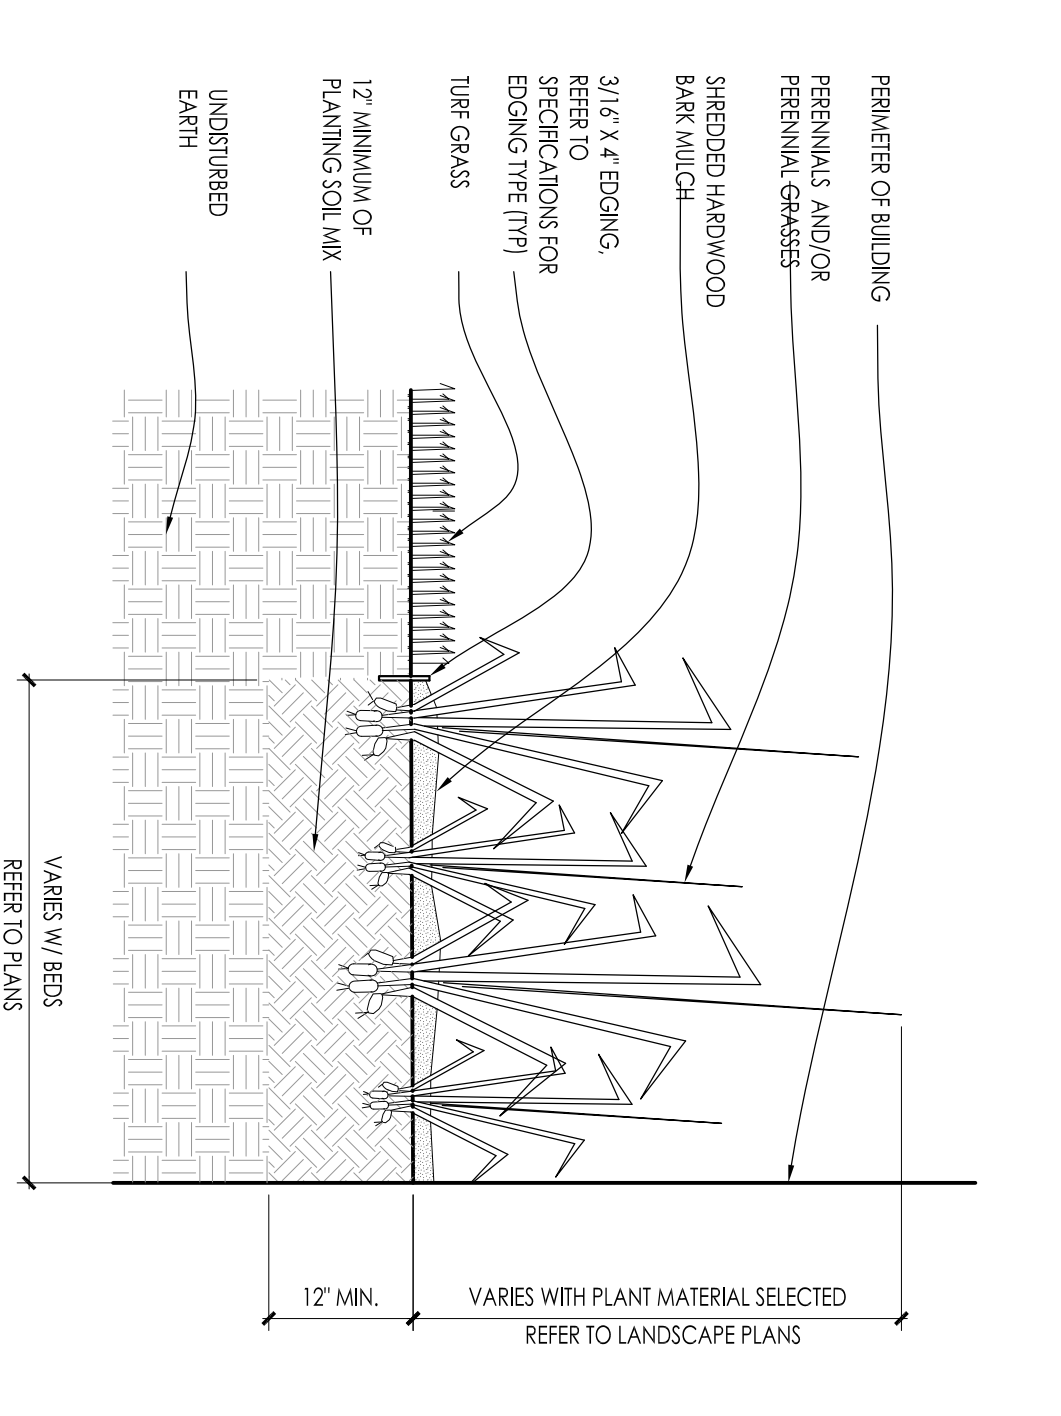 PERIMETER OF BUILDING
PERENNIALS AND/OR
PERENNIAL GRASSES
SHREDDED HARDWOOD
BARK MULCH
3/16" X 4" EDGING,
REFER TO
SPECIFICATIONS FOR
EDGING TYPE (TYP)
TURF GRASS
12" MINIMUM OF
PLANTING SOIL MIX
UNDISTURBED
EARTH
VARIES W/ BEDS
REFER TO PLANS
12" MIN.
VARIES WITH PLANT MATERIAL SELECTED
REFER TO LANDSCAPE PLANS